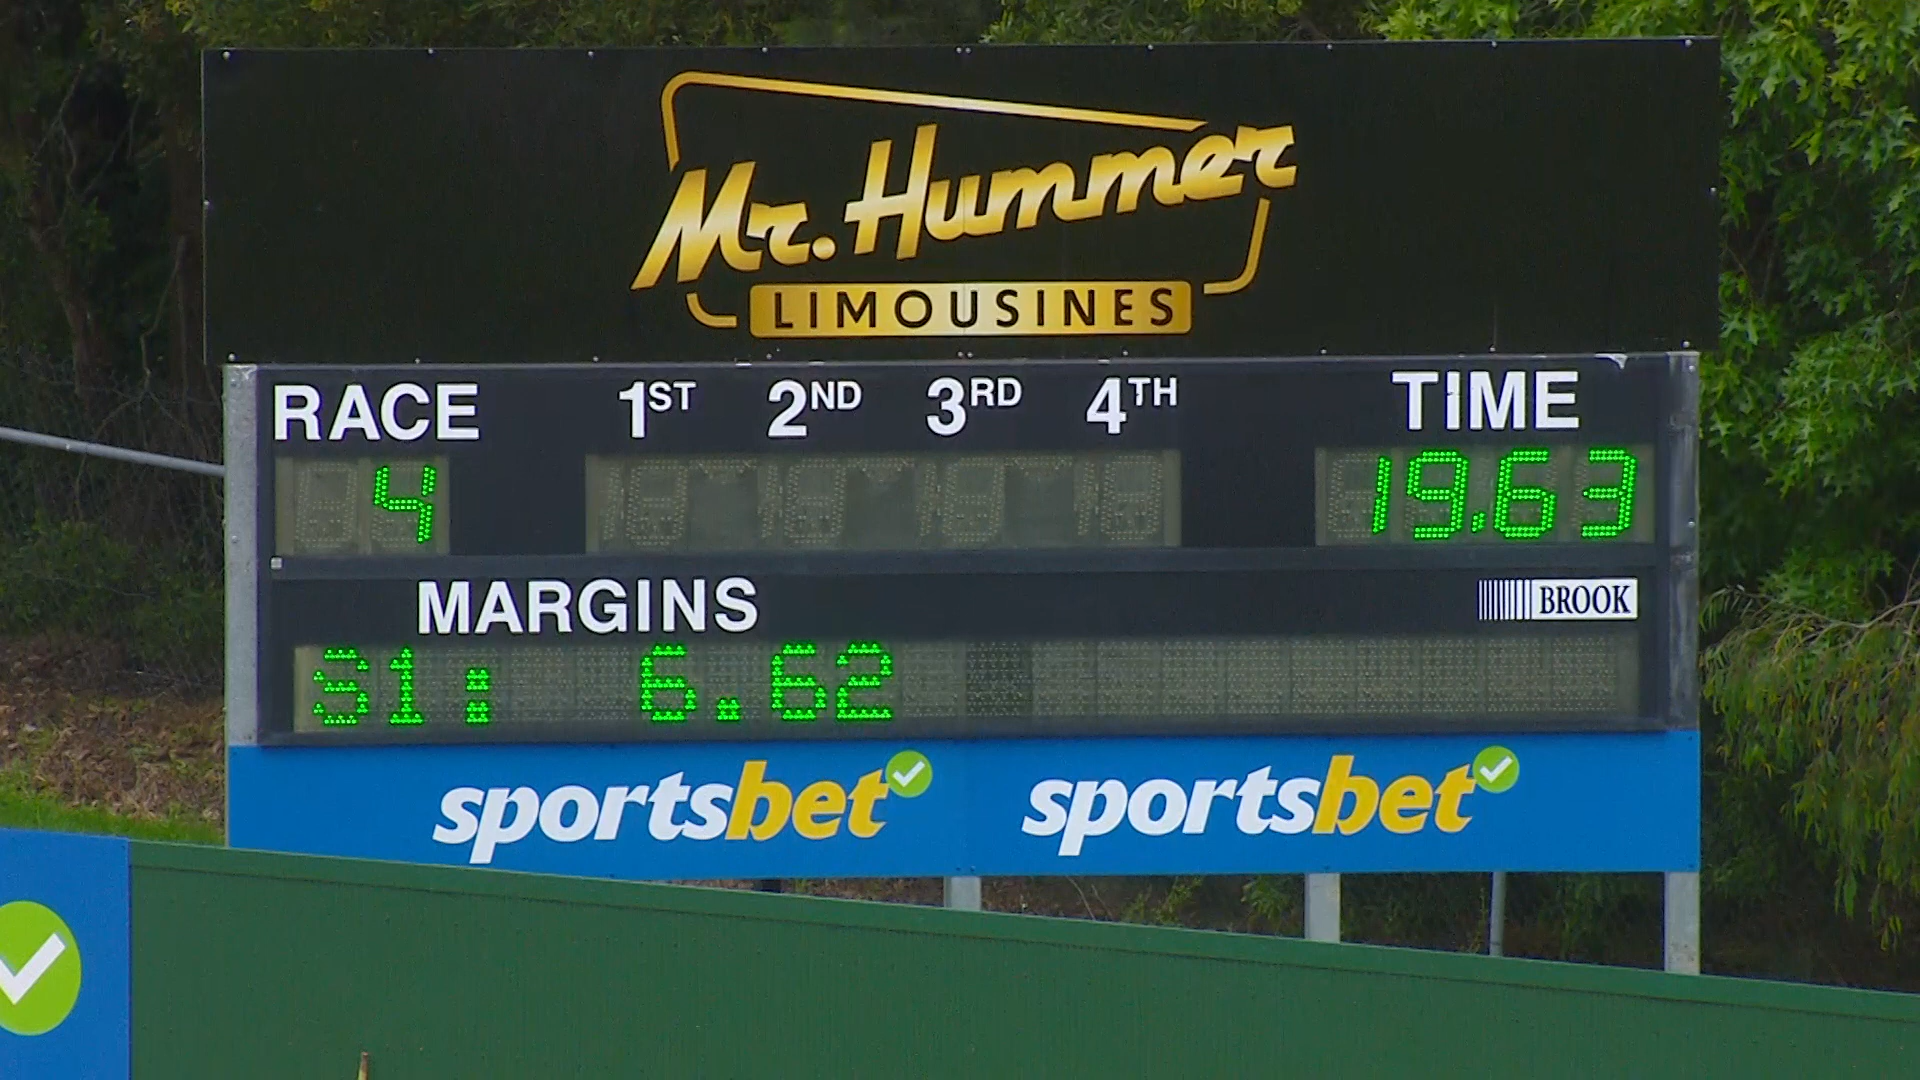 Mr. Hummer
LIMOUSINES
RACE 1ST 2ND 3RD 4TH TIME
4 19.63
MARGINS BROOK
S1: 6.62
sportsbet sportsbet